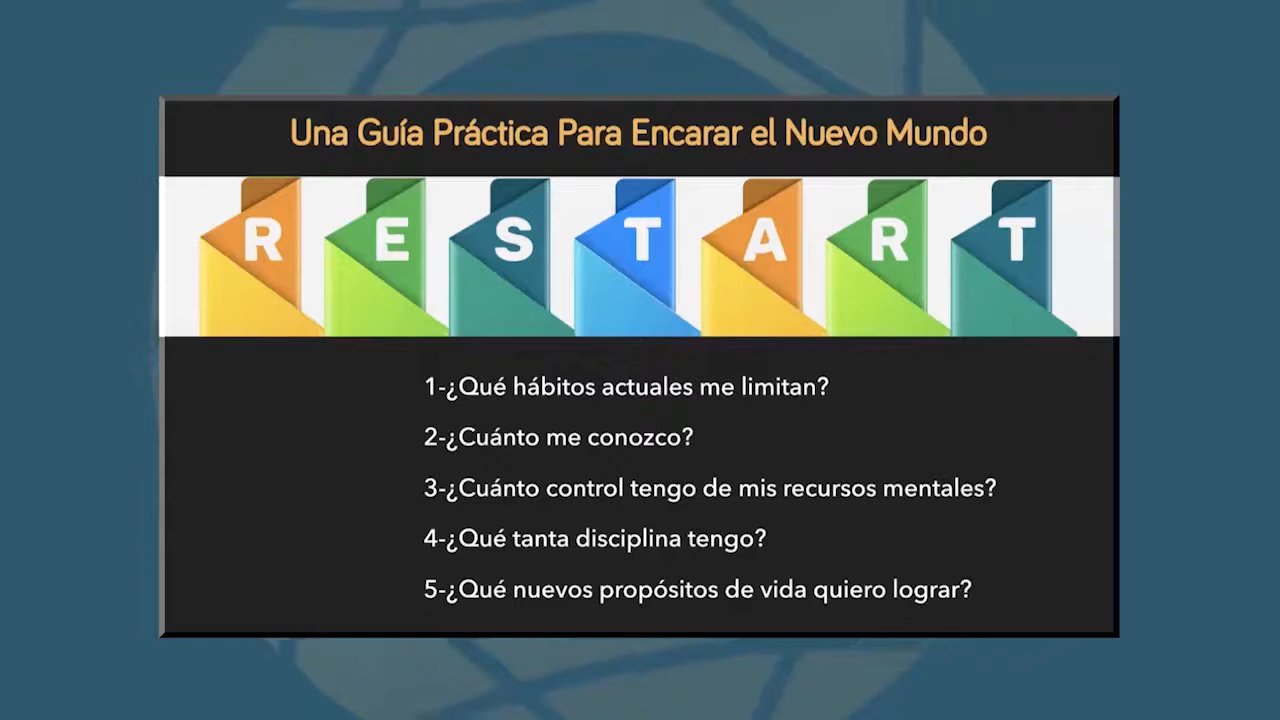 Una Guía Práctica Para Encarar el Nuevo Mundo
RESTART
1-¿Qué hábitos actuales me limitan?
2-¿Cuánto me conozco?
3-¿Cuánto control tengo de mis recursos mentales?
4-¿Qué tanta disciplina tengo?
5-¿Qué nuevos propósitos de vida quiero lograr?